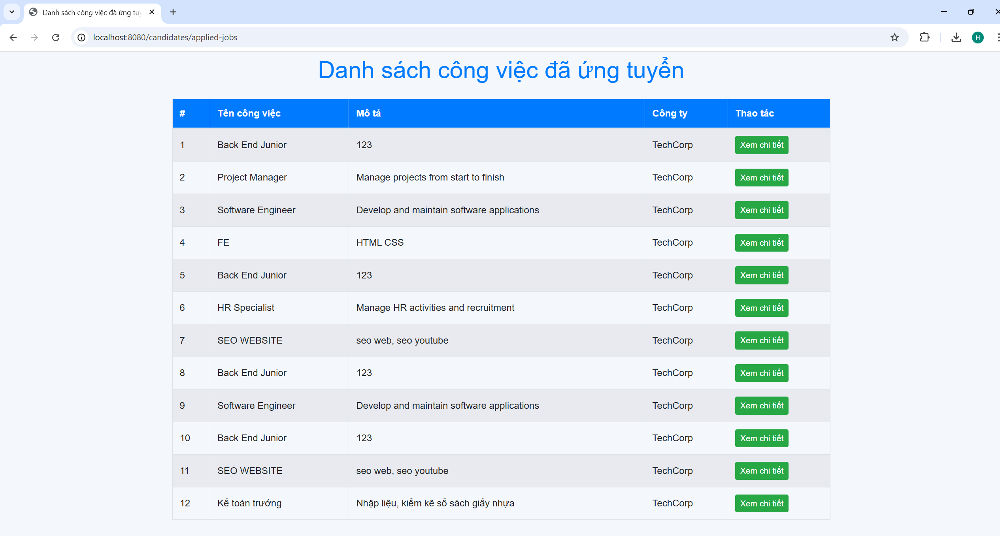 Danh sách công việc đã ứng tuy
localhost:8080/candidates/applied-jobs
H
Danh sách công việc đã ứng tuyển
# Tên công việc Mô tả Công ty Thao tác
1 Back End Junior 123 TechCorp Xem chi tiết
2 Project Manager Manage projects from start to finish TechCorp Xem chi tiết
3 Software Engineer Develop and maintain software applications TechCorp Xem chi tiết
4 FE HTML CSS TechCorp Xem chi tiết
5 Back End Junior 123 TechCorp Xem chi tiết
6 HR Specialist Manage HR activities and recruitment TechCorp Xem chi tiết
7 SEO WEBSITE seo web, seo youtube TechCorp Xem chi tiết
8 Back End Junior 123 TechCorp Xem chi tiết
9 Software Engineer Develop and maintain software applications TechCorp Xem chi tiết
10 Back End Junior 123 TechCorp Xem chi tiết
11 SEO WEBSITE seo web, seo youtube TechCorp Xem chi tiết
12 Kế toán trưởng Nhập liệu, kiểm kê sổ sách giấy nhựa TechCorp Xem chi tiết